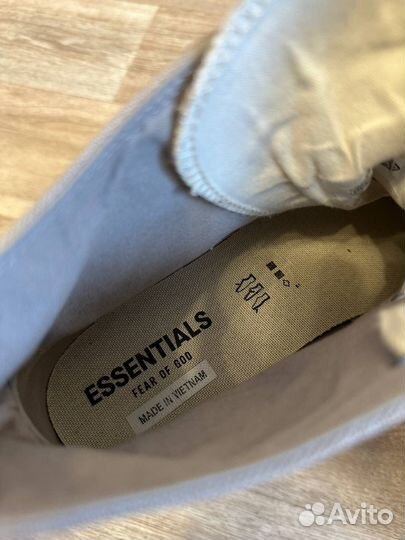 ESSENTIALS
FEAR OF GOD
MADE IN VIETNAM
Avito